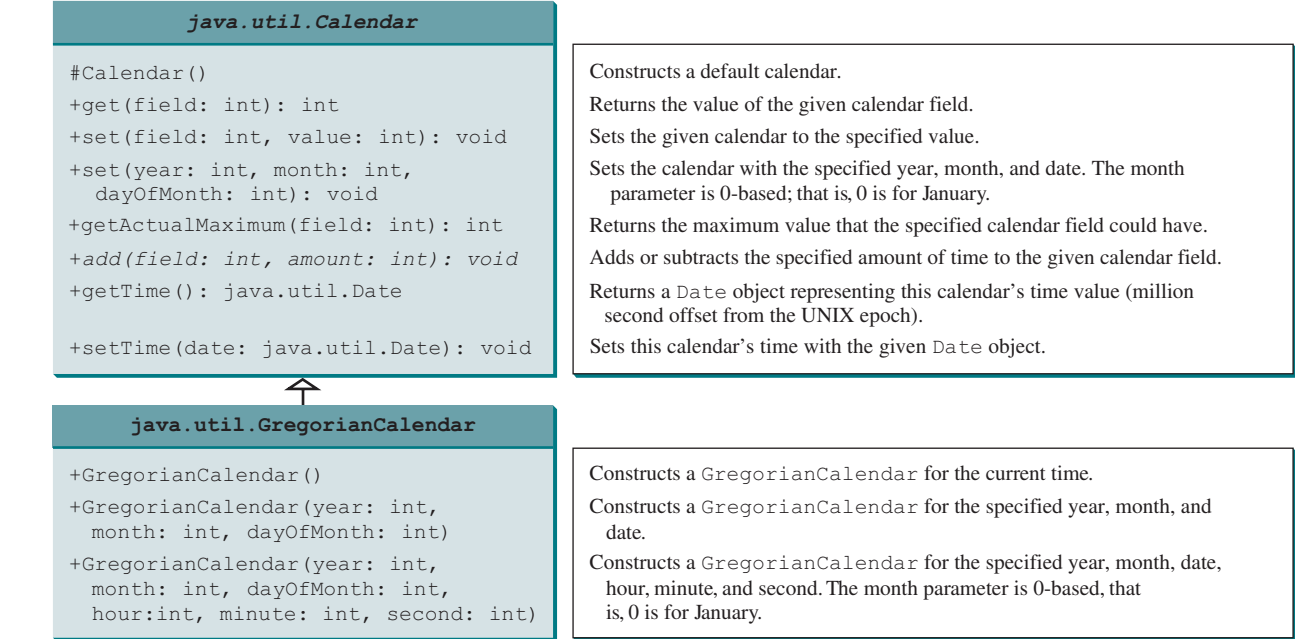 java.util.Calendar
#Calendar()
Constructs a default calendar.
+get(field: int): int
Returns the value of the given calendar field.
+set(field: int, value: int): void
Sets the given calendar to the specified value.
+set(year: int, month: int,
dayOfMonth: int): void
Sets the calendar with the specified year, month, and date. The month
parameter is 0-based; that is, 0 is for January.
+getActualMaximum(field: int): int
Returns the maximum value that the specified calendar field could have.
+add(field: int, amount: int): void
Adds or subtracts the specified amount of time to the given calendar field.
+getTime(): java.util.Date
Returns a Date object representing this calendar's time value (million
second offset from the UNIX epoch).
+setTime(date: java.util.Date): void
Sets this calendar's time with the given Date object.
java.util.GregorianCalendar
+GregorianCalendar()
Constructs a GregorianCalendar for the current time.
+GregorianCalendar(year: int,
month: int, dayOfMonth: int)
Constructs a GregorianCalendar for the specified year, month, and
date.
+GregorianCalendar(year: int,
month: int, dayOfMonth: int,
hour:int, minute: int, second: int)
Constructs a GregorianCalendar for the specified year, month, date,
hour, minute, and second. The month parameter is 0-based, that
is, 0 is for January.